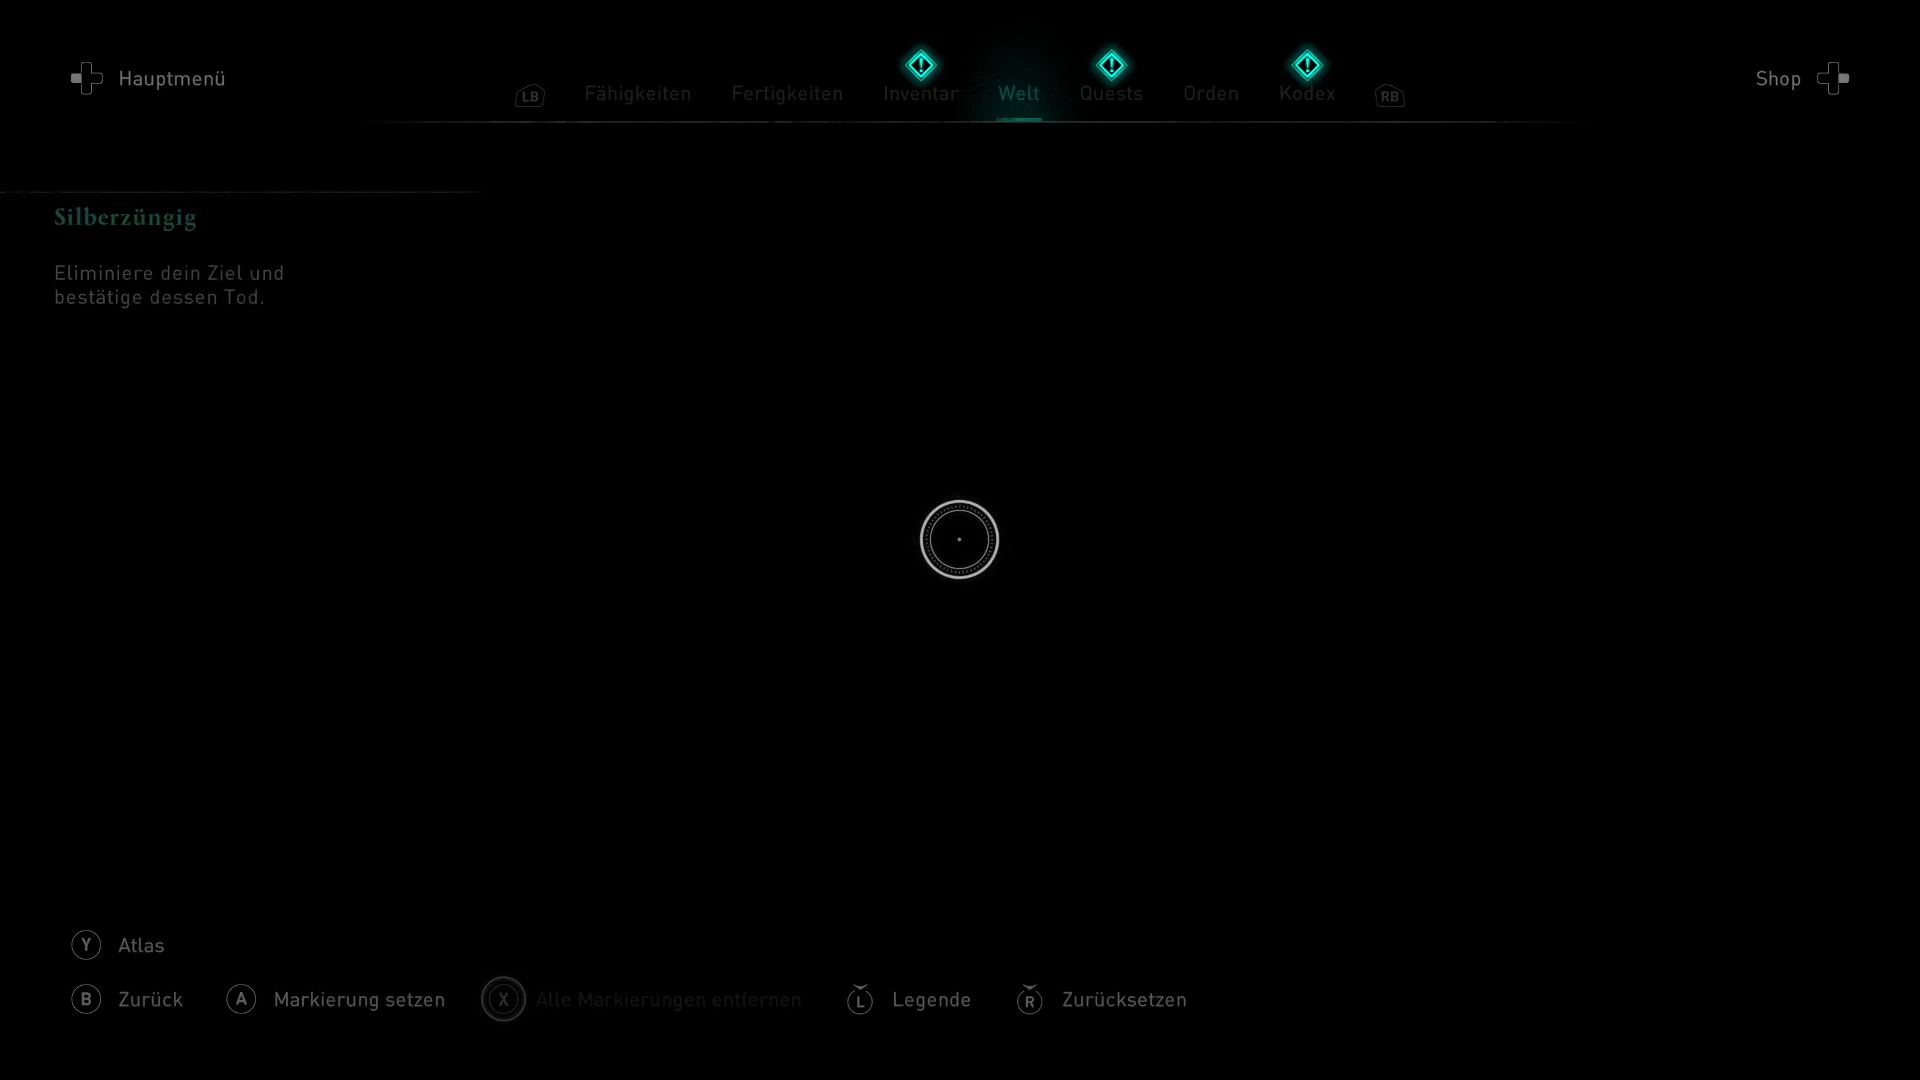 Hauptmenü
LB Fähigkeiten Fertigkeiten Inventar Welt Quests Orden Kodex RB
Shop
Silberzüngig
Eliminiere dein Ziel und
bestätige dessen Tod.
Y Atlas
B Zurück A Markierung setzen X Alle Markierungen entfernen L Legende R Zurücksetzen